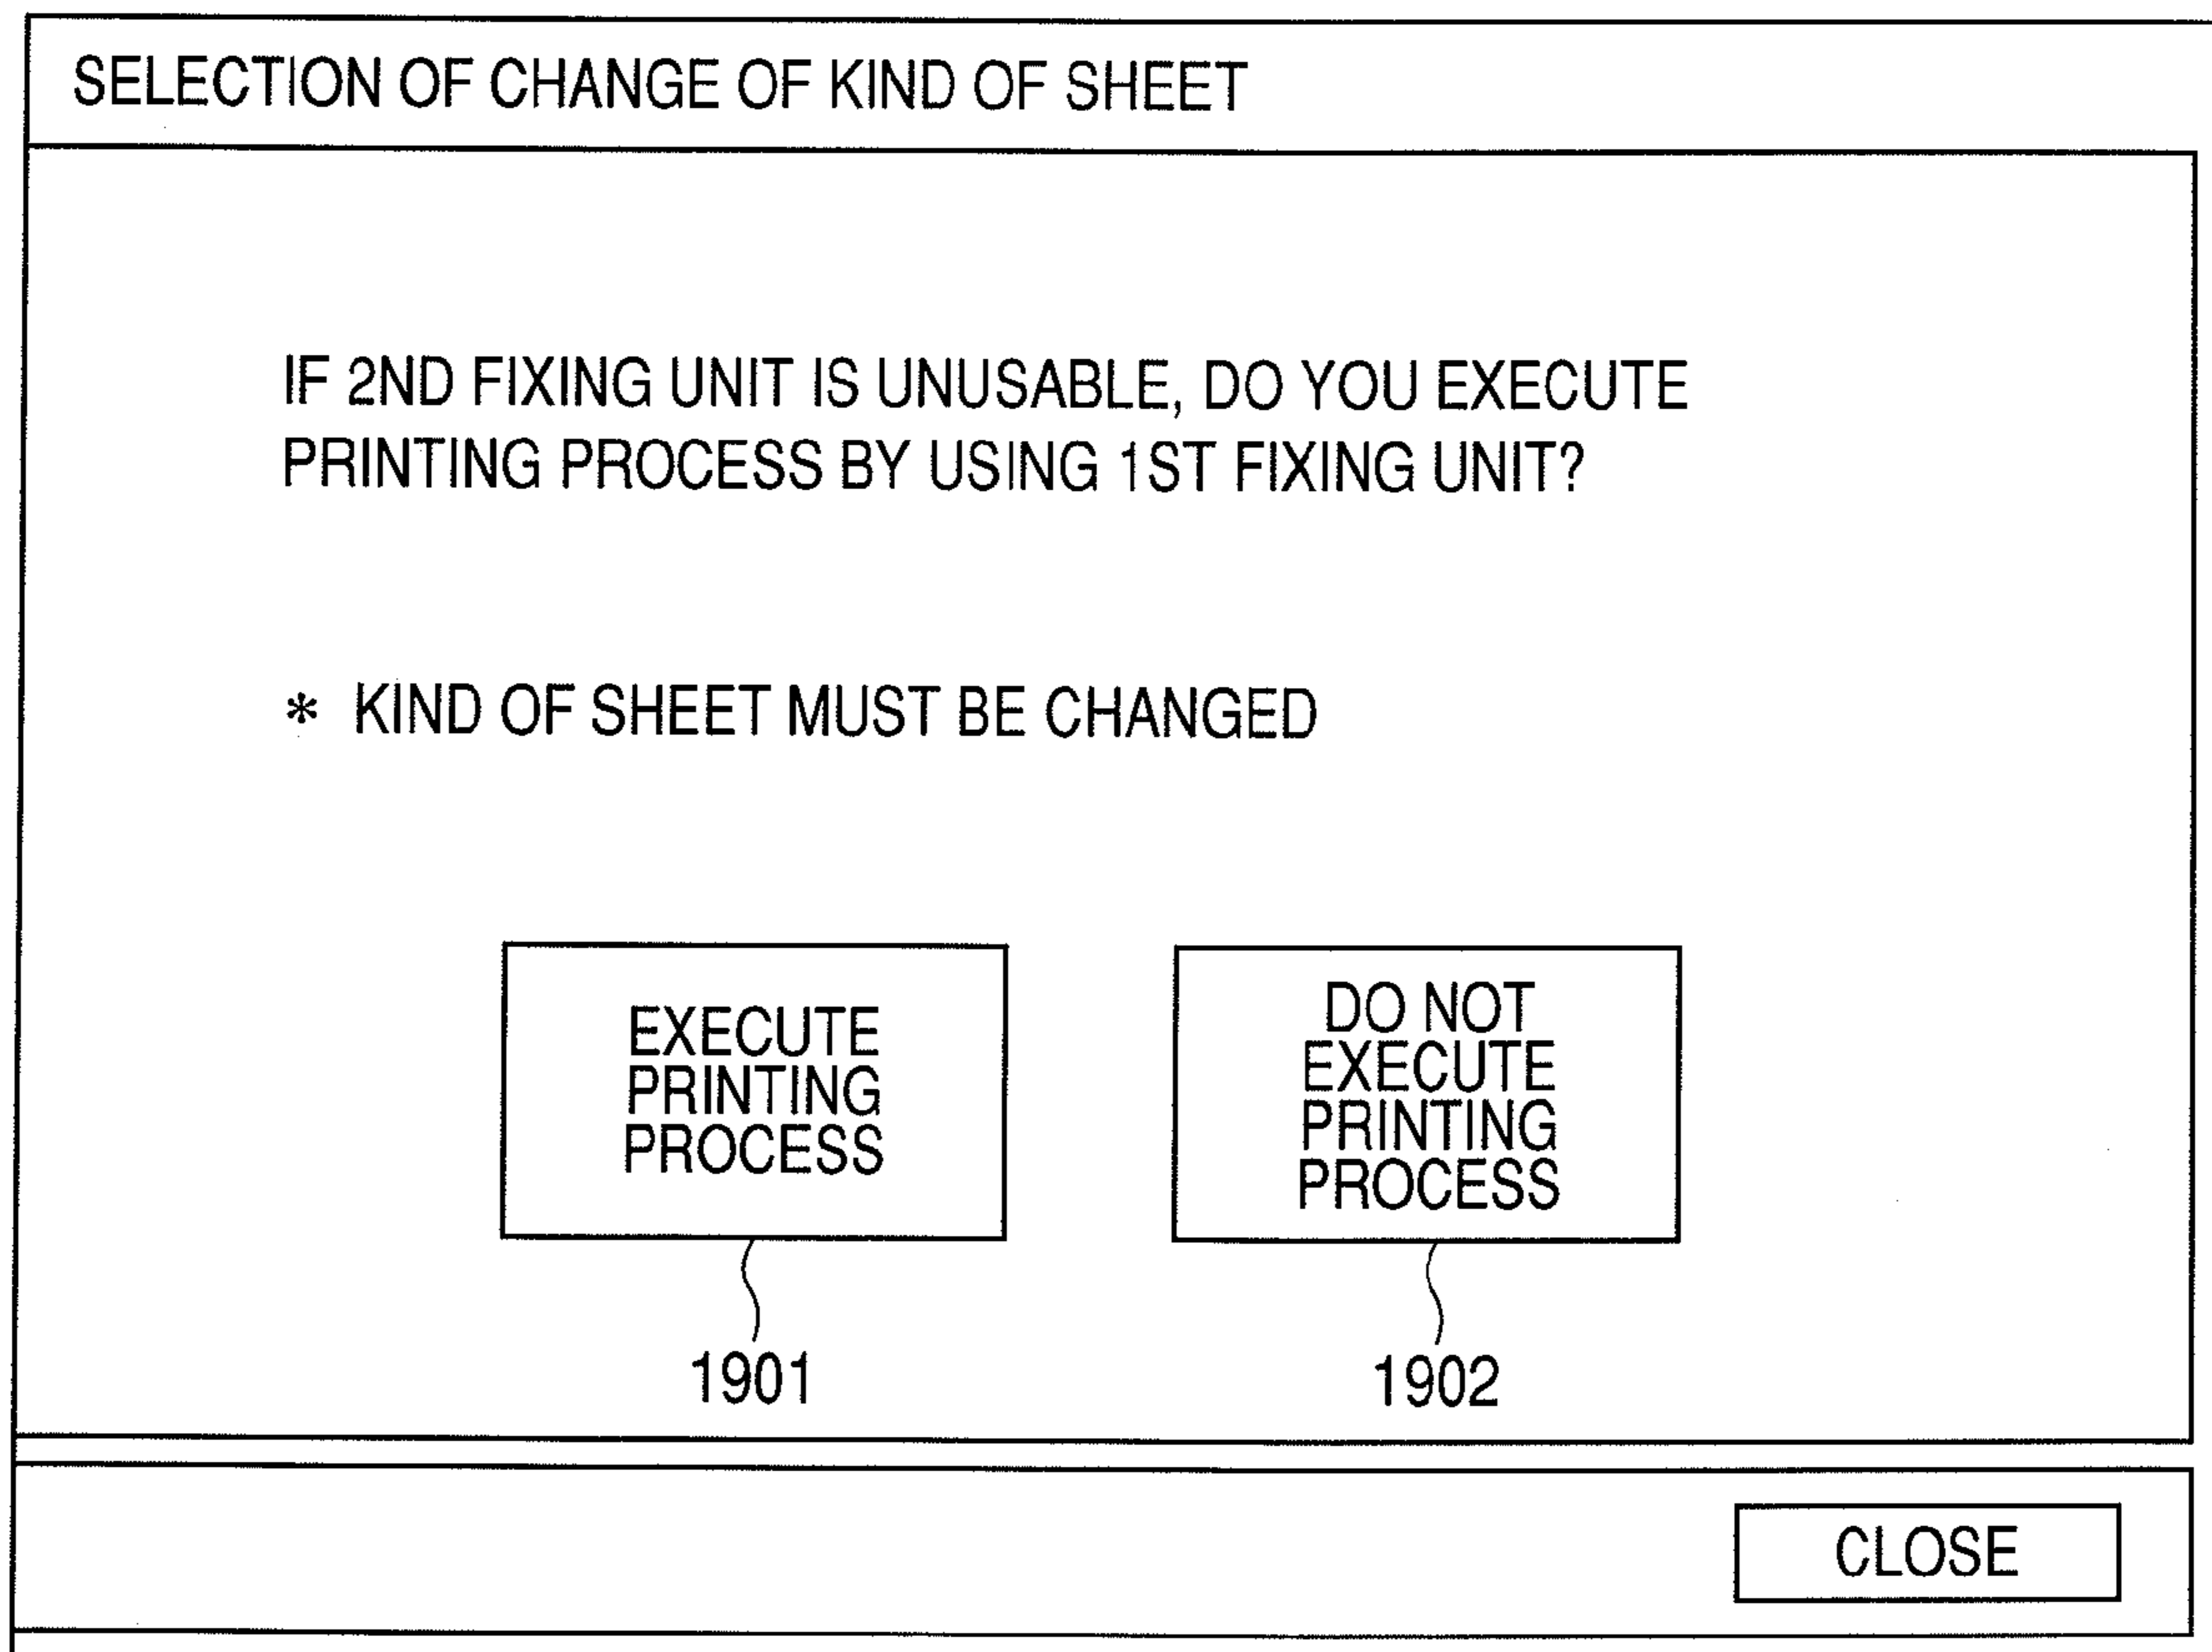 SELECTION OF CHANGE OF KIND OF SHEET
IF 2ND FIXING UNIT IS UNUSABLE, DO YOU EXECUTE
PRINTING PROCESS BY USING 1ST FIXING UNIT?
* KIND OF SHEET MUST BE CHANGED
EXECUTE
PRINTING
PROCESS
1901
DO NOT
EXECUTE
PRINTING
PROCESS
1902
CLOSE